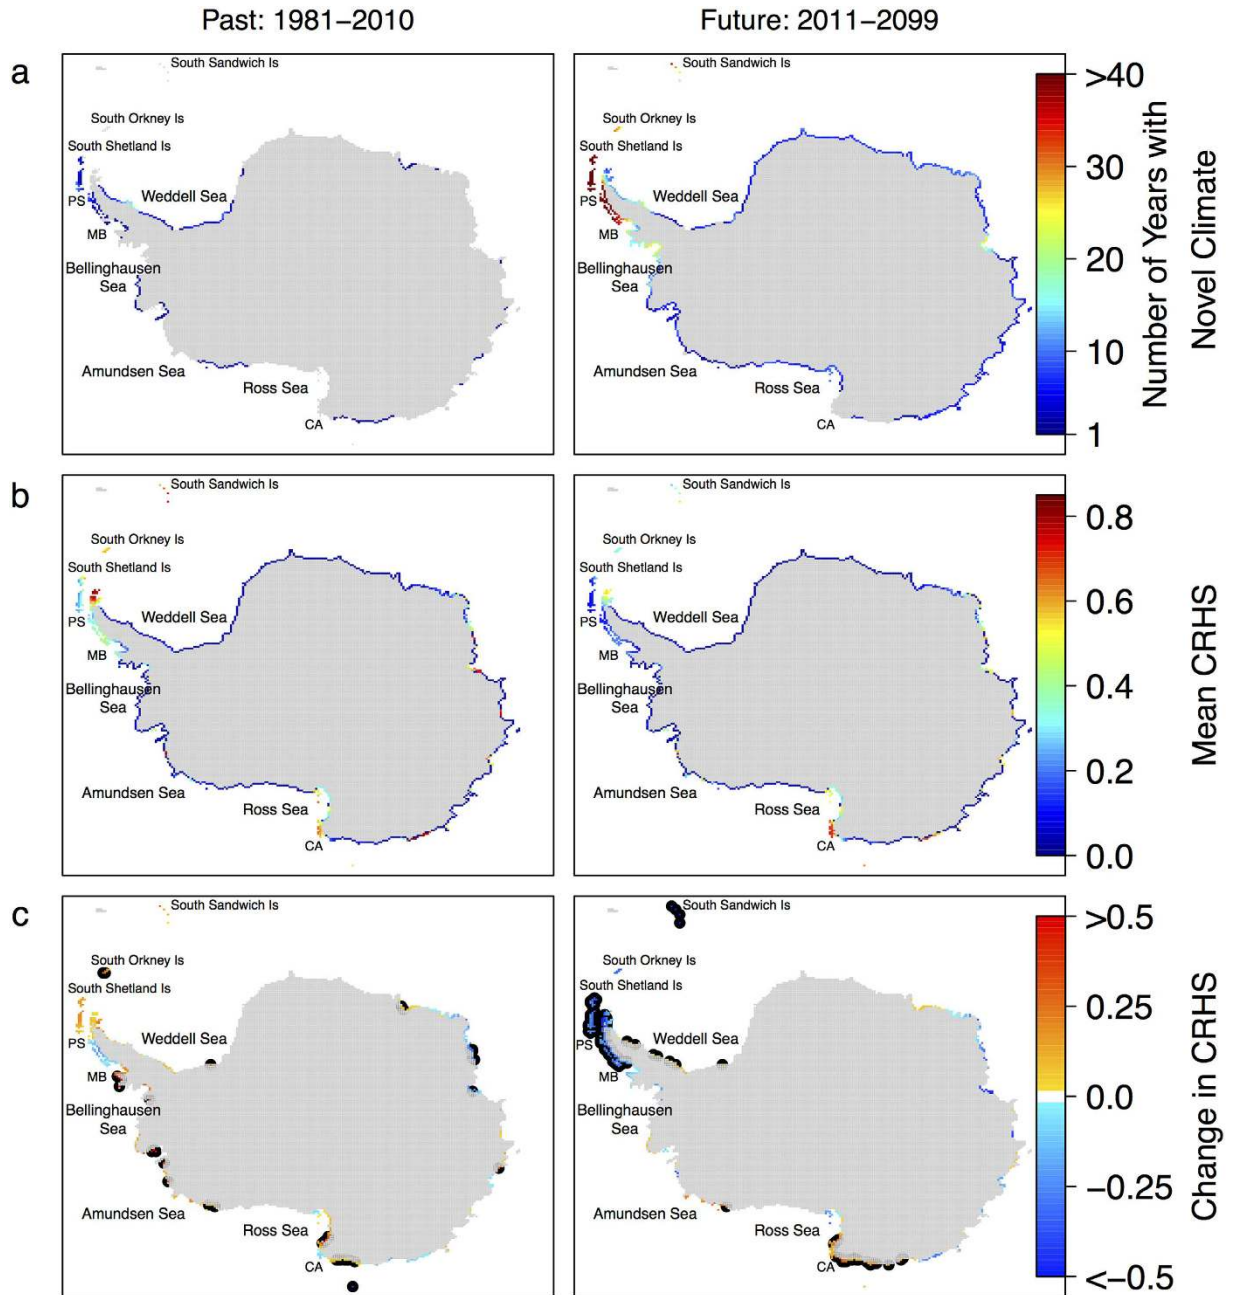 Past: 1981–2010
Future: 2011–2099
a
South Sandwich Is
South Orkney Is
South Shetland Is
PS
Weddell Sea
MB
Bellinghausen
Sea
Amundsen Sea
Ross Sea
CA
South Sandwich Is
South Orkney Is
South Shetland Is
PS
Weddell Sea
MB
Bellinghausen
Sea
Amundsen Sea
Ross Sea
CA
>40
30
20
10
1
Number of Years with
Novel Climate
b
South Sandwich Is
South Orkney Is
South Shetland Is
PS
Weddell Sea
MB
Bellinghausen
Sea
Amundsen Sea
Ross Sea
CA
South Sandwich Is
South Orkney Is
South Shetland Is
PS
Weddell Sea
MB
Bellinghausen
Sea
Amundsen Sea
Ross Sea
CA
0.8
0.6
0.4
0.2
0.0
Mean CRHS
c
South Sandwich Is
South Orkney Is
South Shetland Is
PS
Weddell Sea
MB
Bellinghausen
Sea
Amundsen Sea
Ross Sea
CA
South Sandwich Is
South Orkney Is
South Shetland Is
PS
Weddell Sea
MB
Bellinghausen
Sea
Amundsen Sea
Ross Sea
CA
>0.5
0.25
0.0
−0.25
<−0.5
Change in CRHS